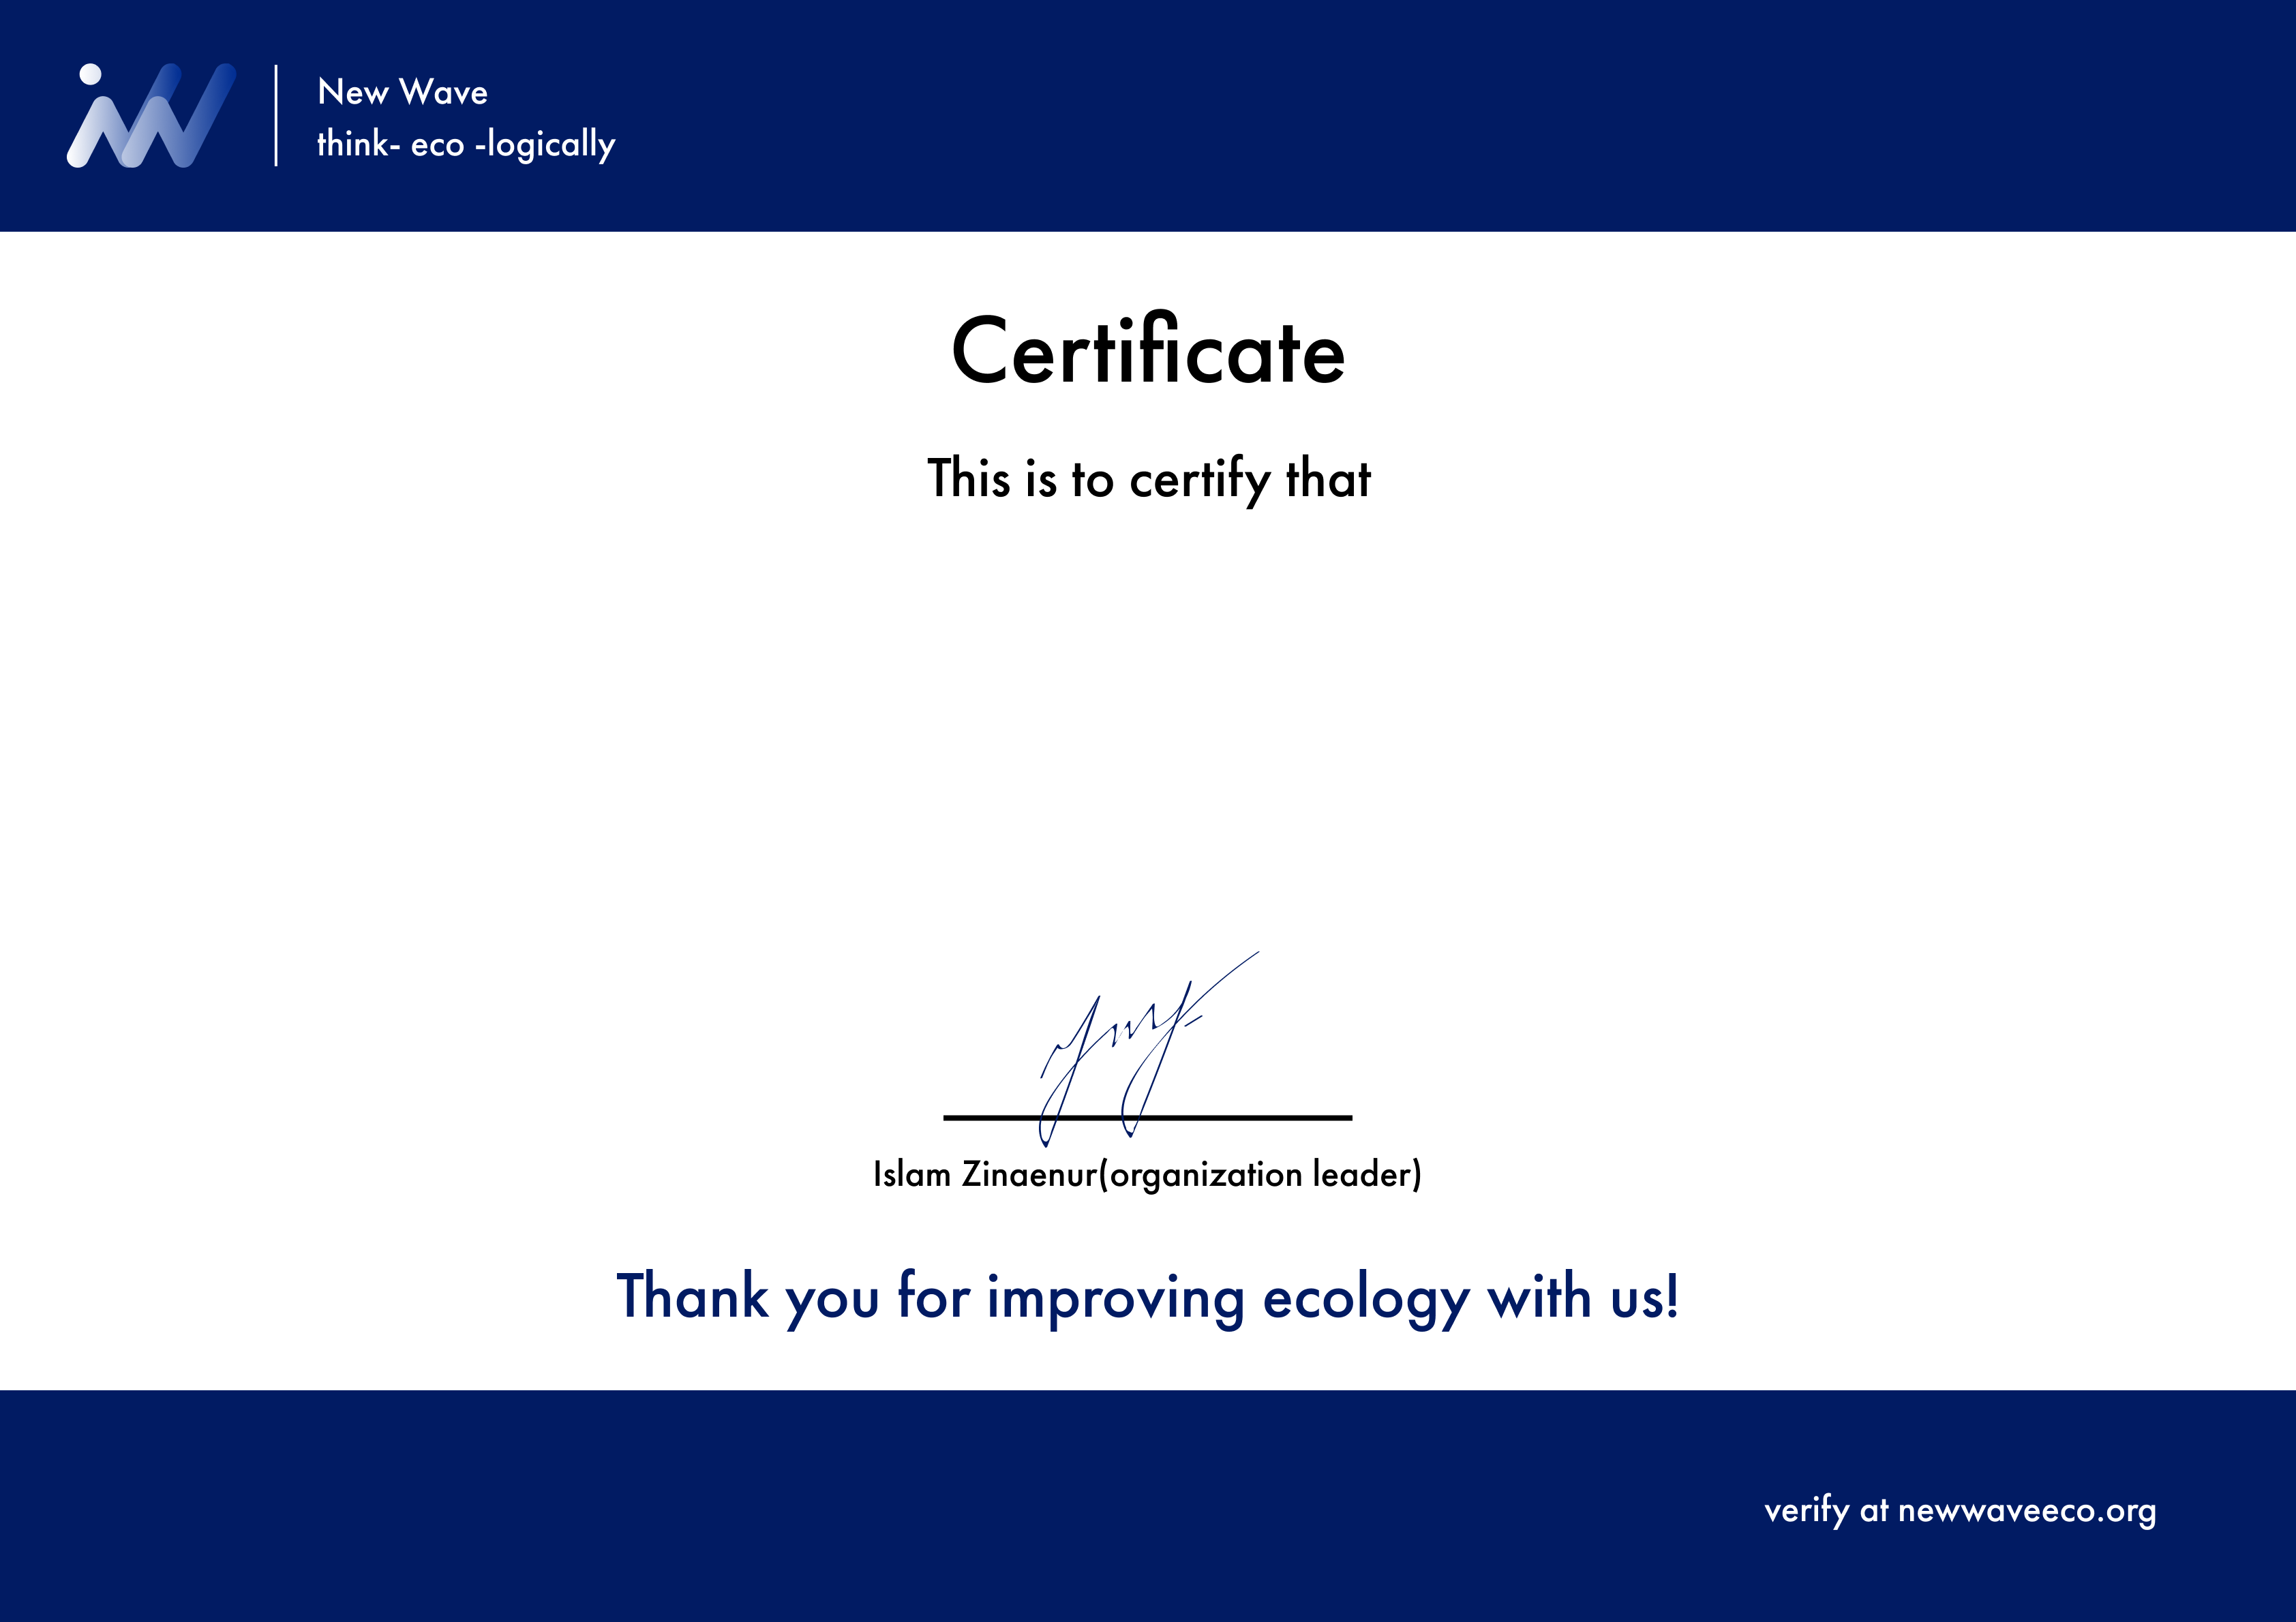 New Wave
think- eco -logically
Certificate
This is to certify that
Islam Zinaenur(organization leader)
Thank you for improving ecology with us!
verify at newwaveeco.org